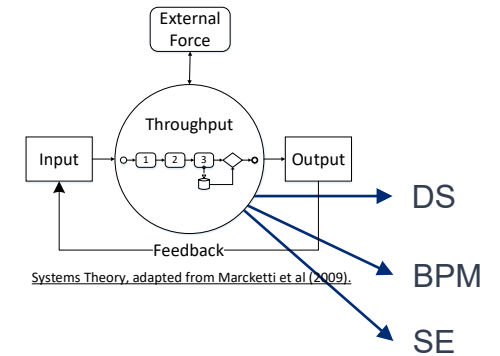 External
Force
Throughput
Input
1
2
3
Output
Feedback
DS
Systems Theory, adapted from Marcketti et al (2009).
BPM
SE